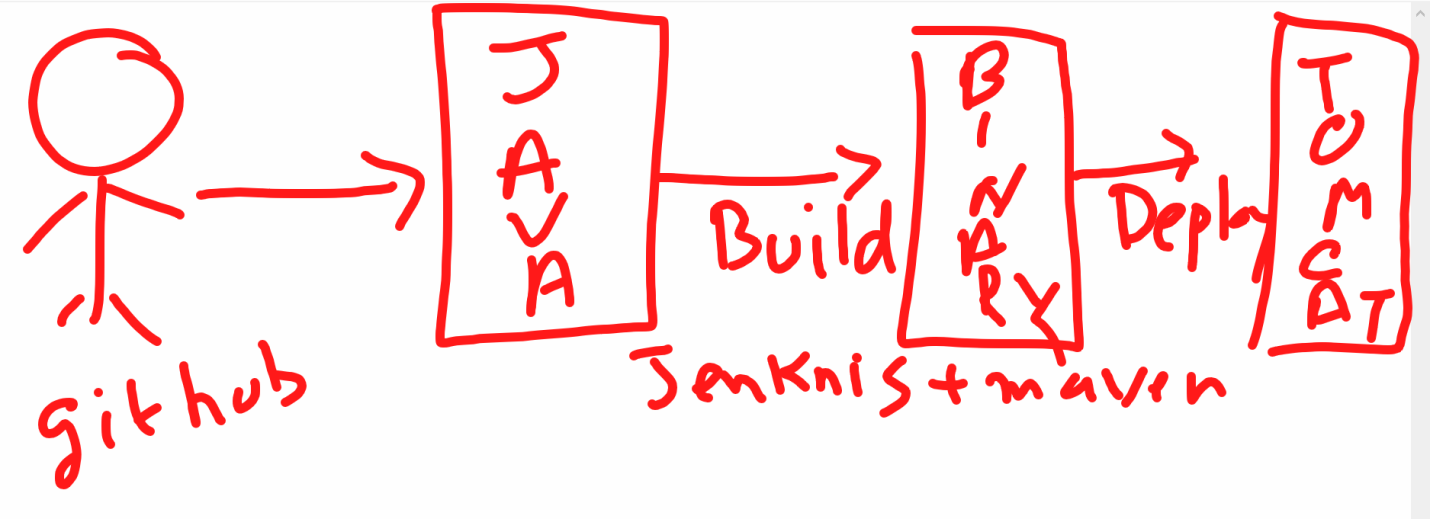 JAVA
BINARY
TOMCAT
Build
Deploy
github
Jenknis + maven